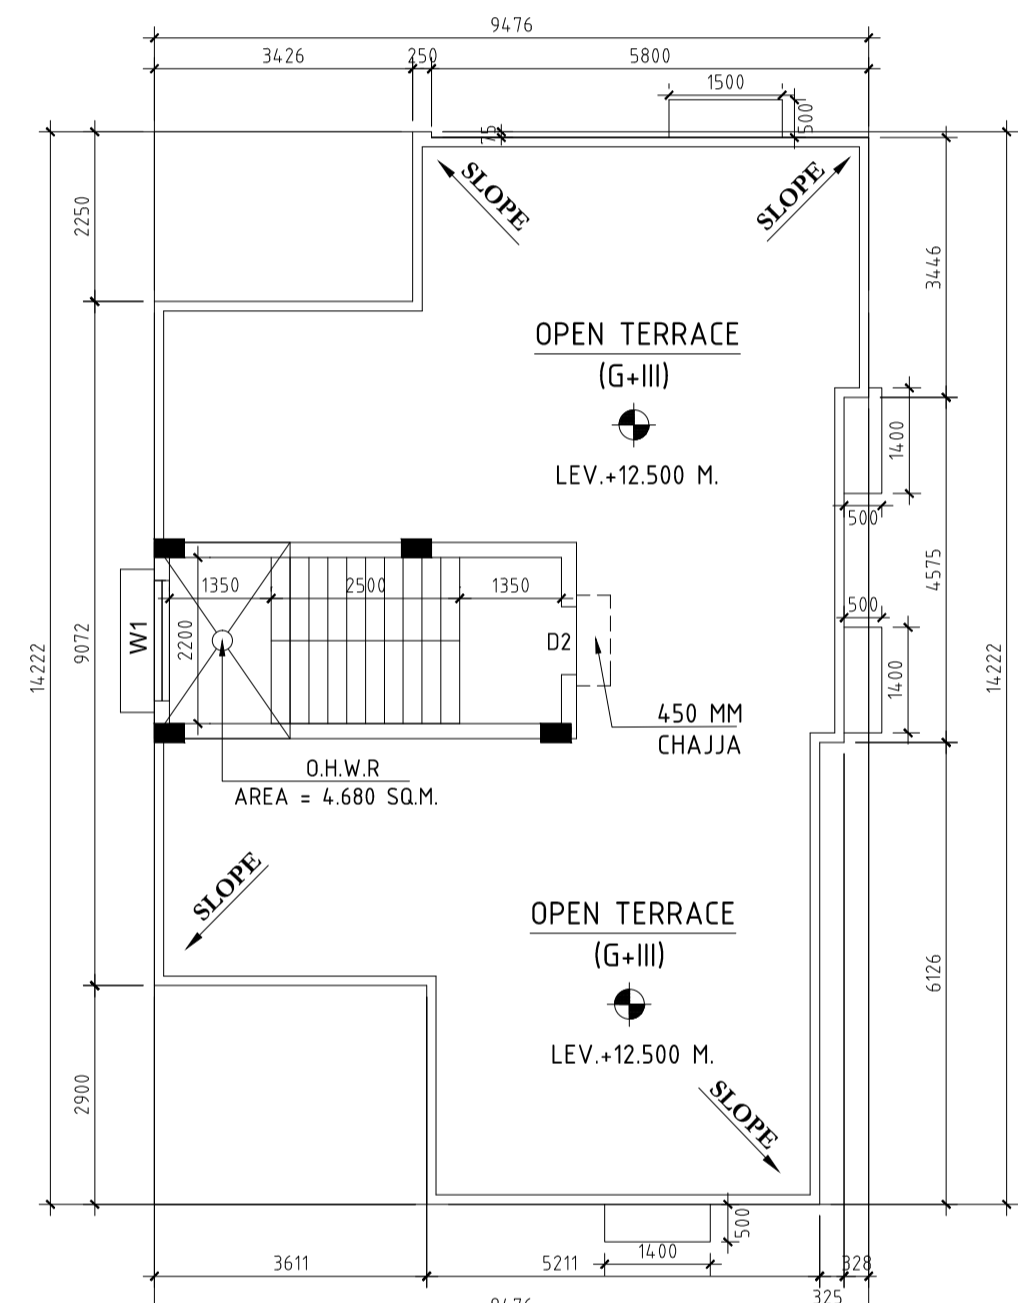 9476
3426 250 5800
1500
500
75
SLOPE
SLOPE
2250
3446
OPEN TERRACE
(G+III)
LEV.+12.500 M.
1400
500
4575
1350 2500 1350
500
W1
2200
D2
9072
14222
14222
1400
450 MM
CHAJJA
O.H.W.R
AREA = 4.680 SQ.M.
SLOPE
OPEN TERRACE
(G+III)
6126
LEV.+12.500 M.
2900
SLOPE
500
1400
3611 5211 328
325
9476